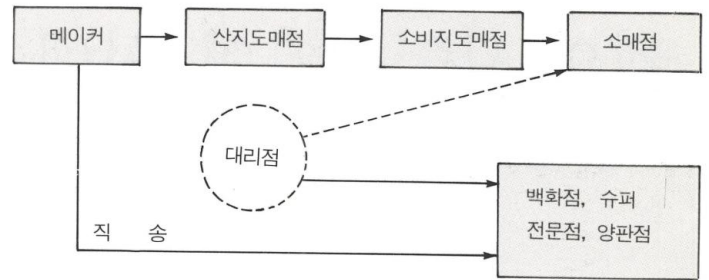 메이커
산지도매점
소비지도매점
소매점
대리점
백화점, 슈퍼
전문점, 양판점
직 송